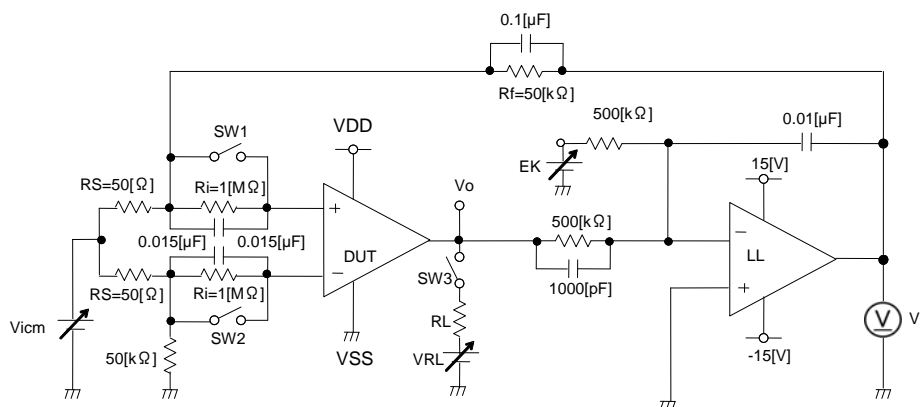 0.1[μF]
Rf=50[kΩ]
500[kΩ]
0.01[μF]
SW1
VDD
EK
15[V]
RS=50[Ω]
Ri=1[MΩ]
Vo
500[kΩ]
0.015[μF]
0.015[μF]
+
-
DUT
-
+
LL
RS=50[Ω]
Ri=1[MΩ]
SW3
1000[pF]
Vicm
SW2
RL
V
V
50[kΩ]
VSS
VRL
-15[V]